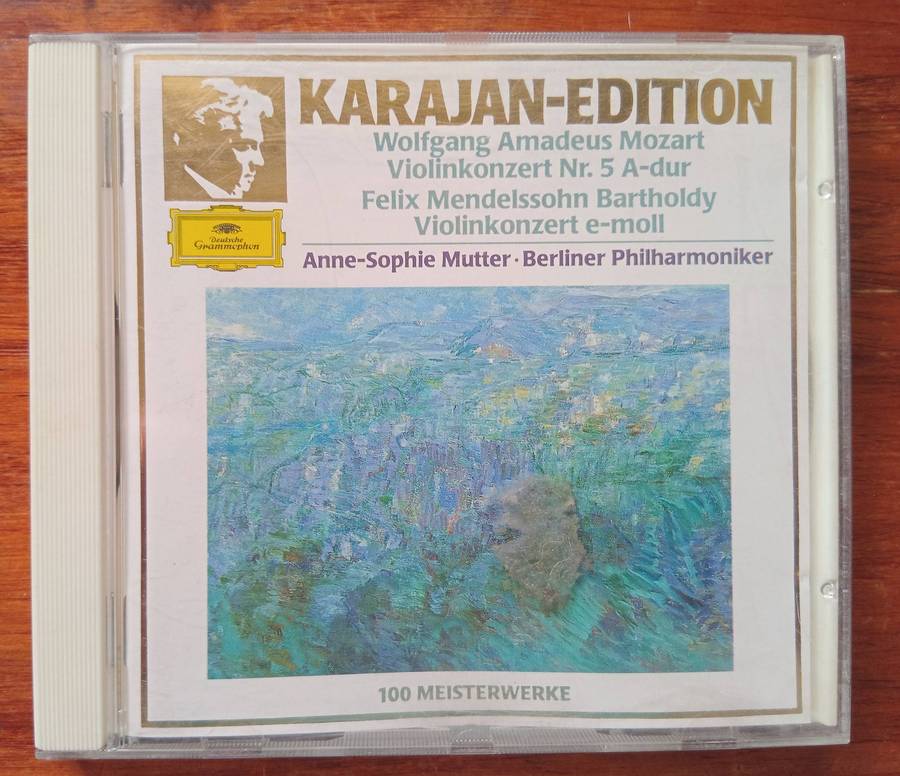 KARAJAN-EDITION
Wolfgang Amadeus Mozart
Violinkonzert Nr. 5 A-dur
Felix Mendelssohn Bartholdy
Violinkonzert e-moll
Deutsche
Grammophon
Anne-Sophie Mutter · Berliner Philharmoniker
100 MEISTERWERKE